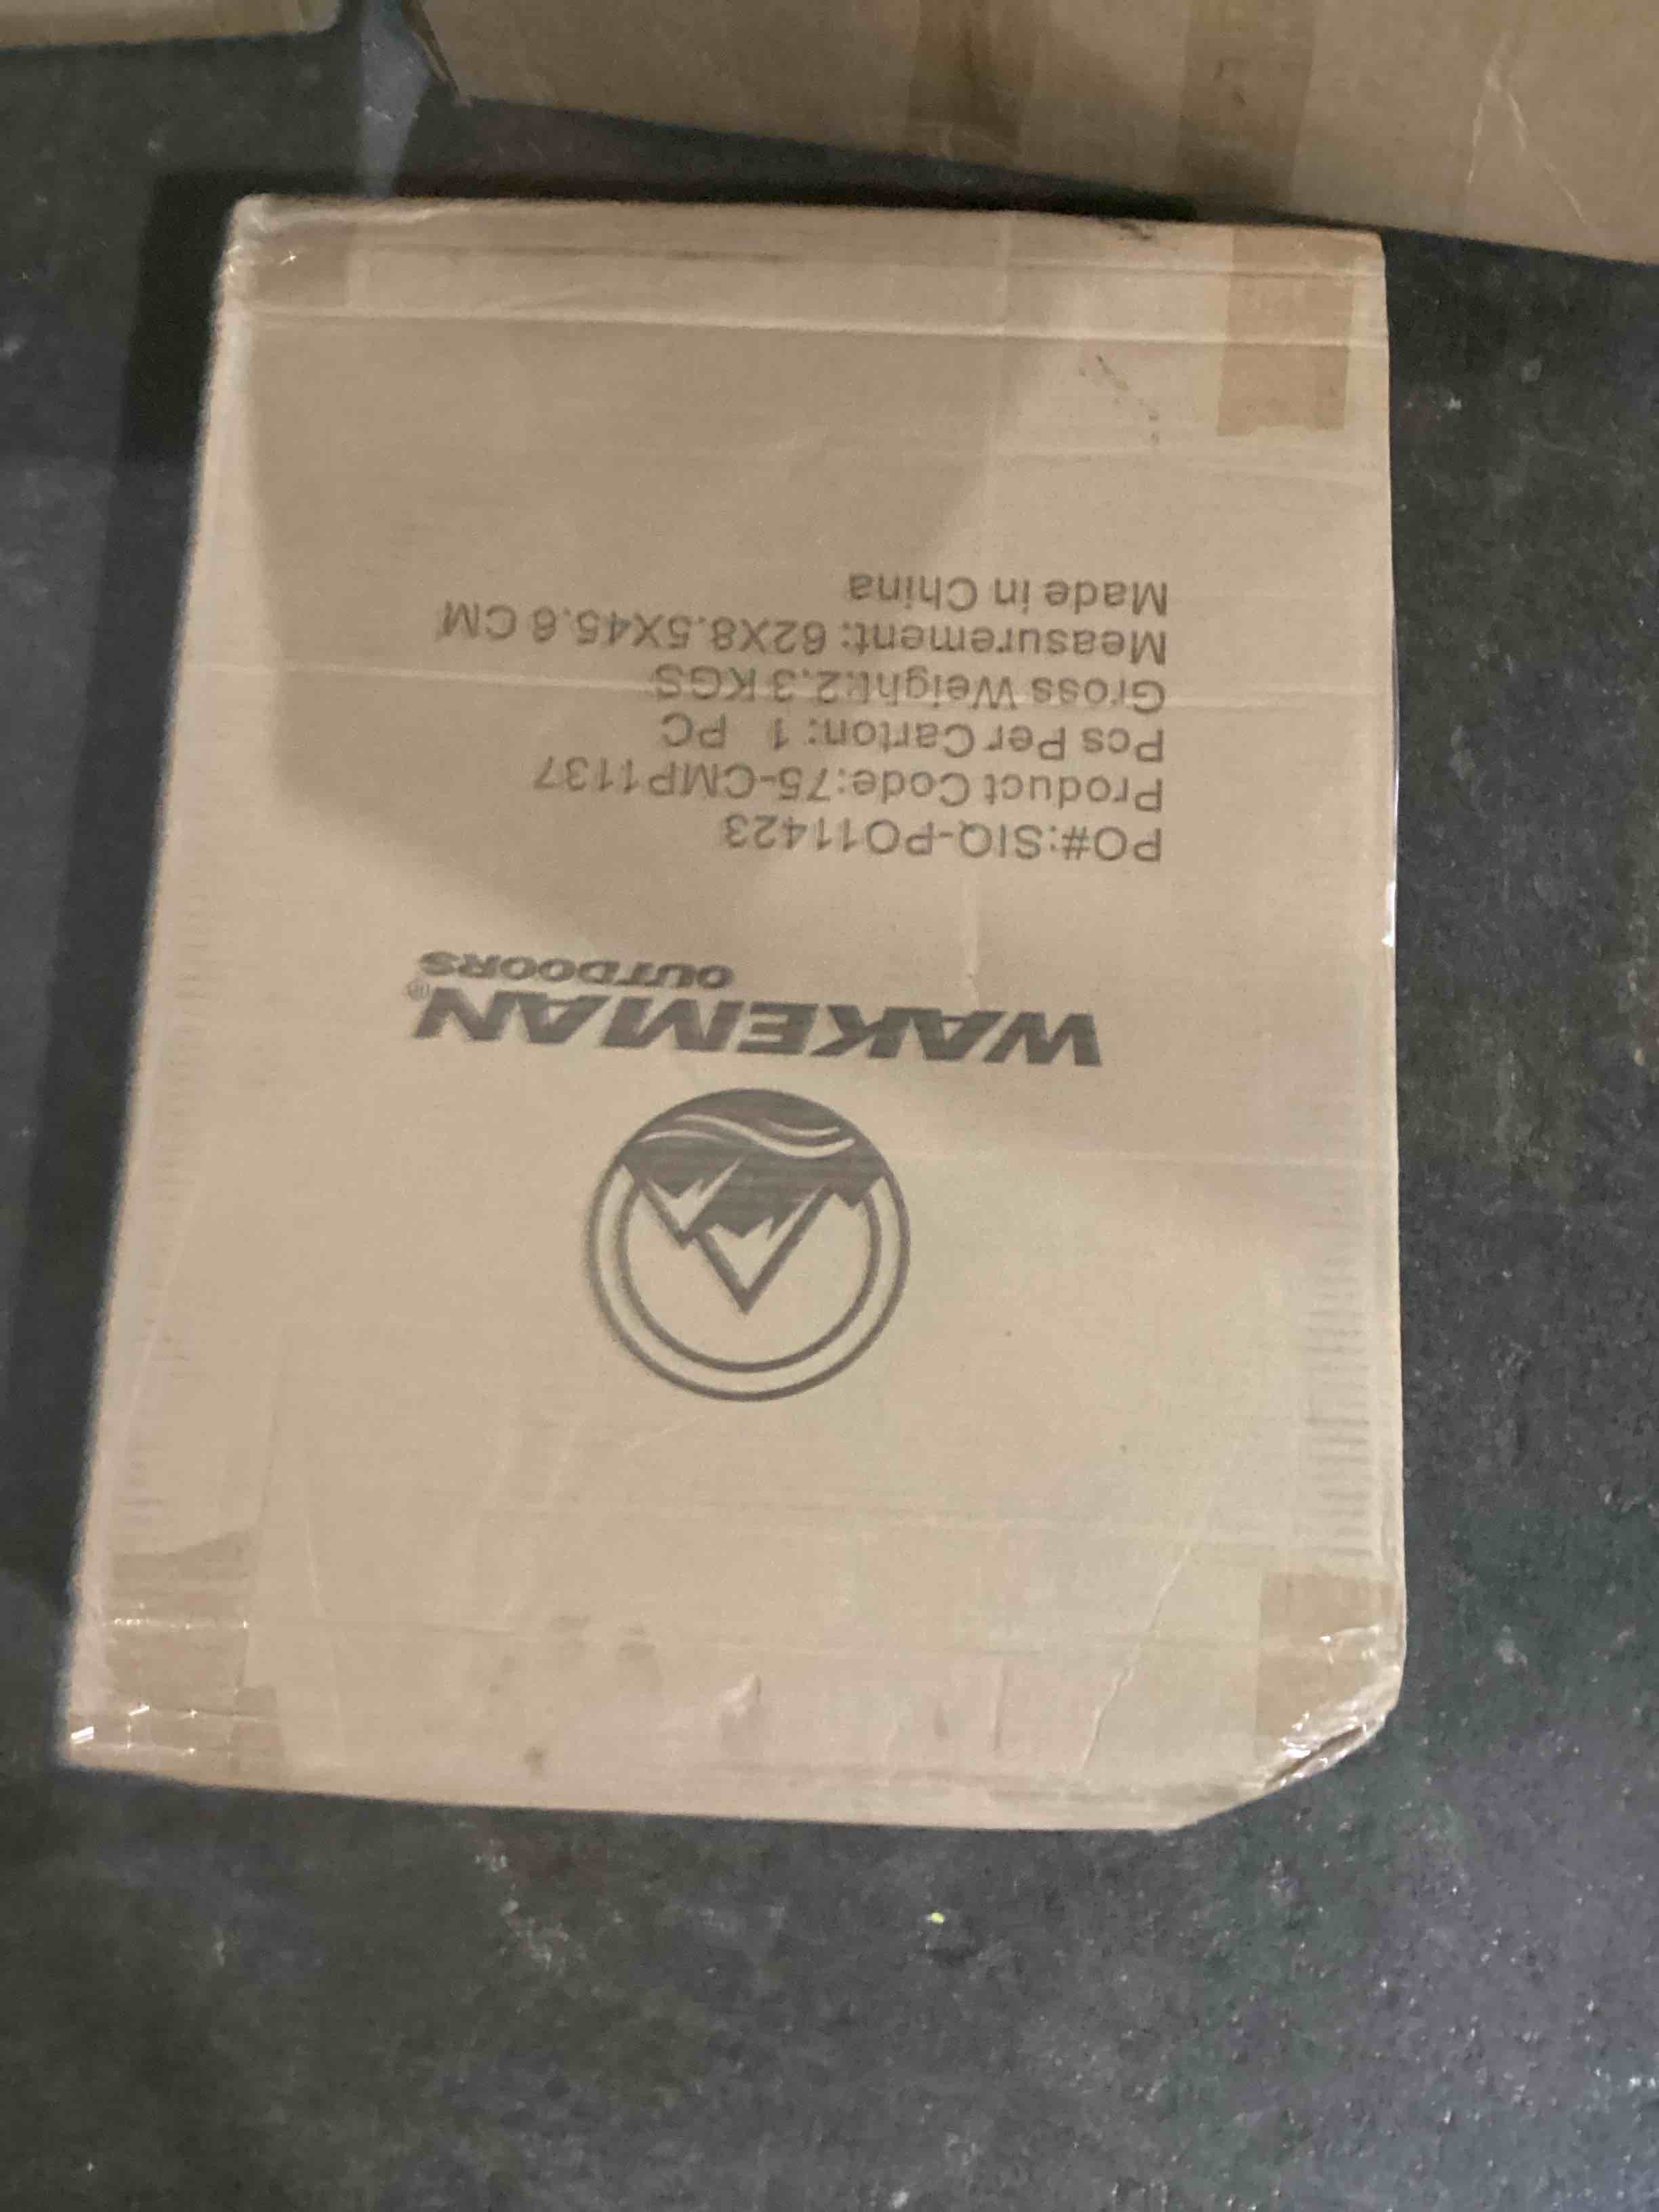 WAKEMAN®
OUTDOORS
PO#:SIQ-PO11423
Product Code:75-CMP1137
Pcs Per Carton: 1 PC
Gross Weight:2.3 KGS
Measurement: 62X8.5X45.6 CM
Made in China